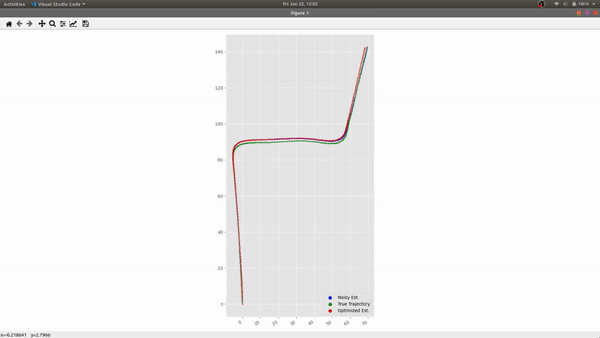 Activities Visual Studio Code Fri Jan 22, 12:02 100 %
Figure 1
140
120
100
80
60
40
20
0
Noisy Est.
True Trajectory
Optimized Est.
0 10 20 30 40 50 60 70
x=-0.218641 y=2.7966